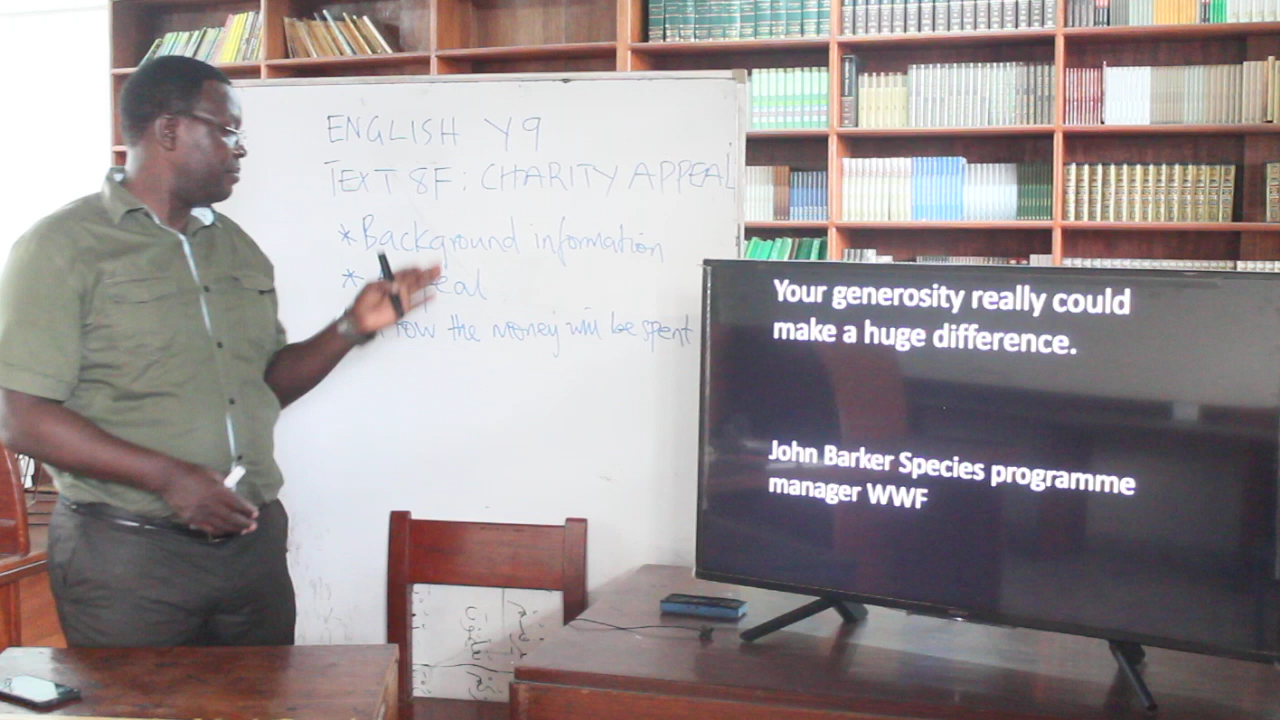 ENGLISH Y9
TEXT 8F: CHARITY APPEAL
*Background information
*
the money will be spent
Your generosity really could
make a huge difference.
John Barker Species programme
manager WWF